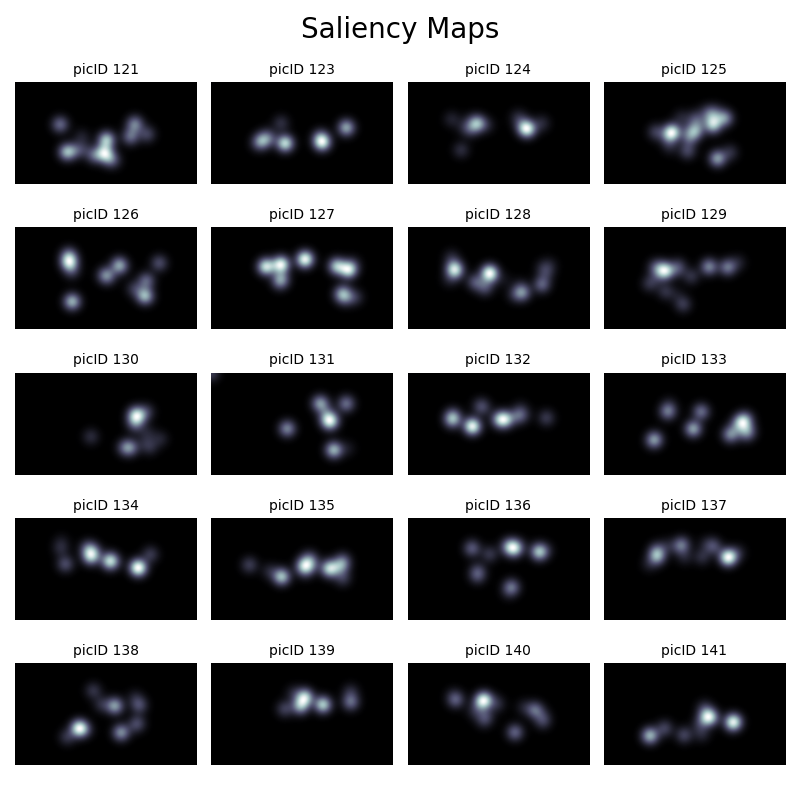 Saliency Maps
picID 121
picID 123
picID 124
picID 125
picID 126
picID 127
picID 128
picID 129
picID 130
picID 131
picID 132
picID 133
picID 134
picID 135
picID 136
picID 137
picID 138
picID 139
picID 140
picID 141